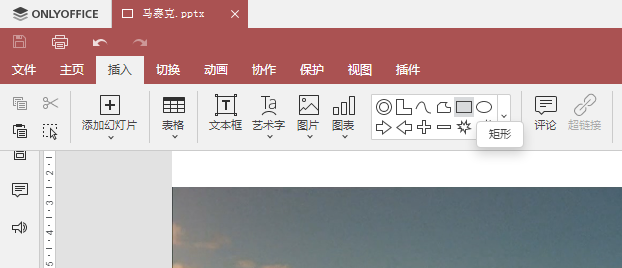 ONLYOFFICE 马泰克.pptx
文件 主页 插入 切换 动画 协作 保护 视图 插件
添加幻灯片 表格 文本框 艺术字 图片 图表 评论 超链接
矩形